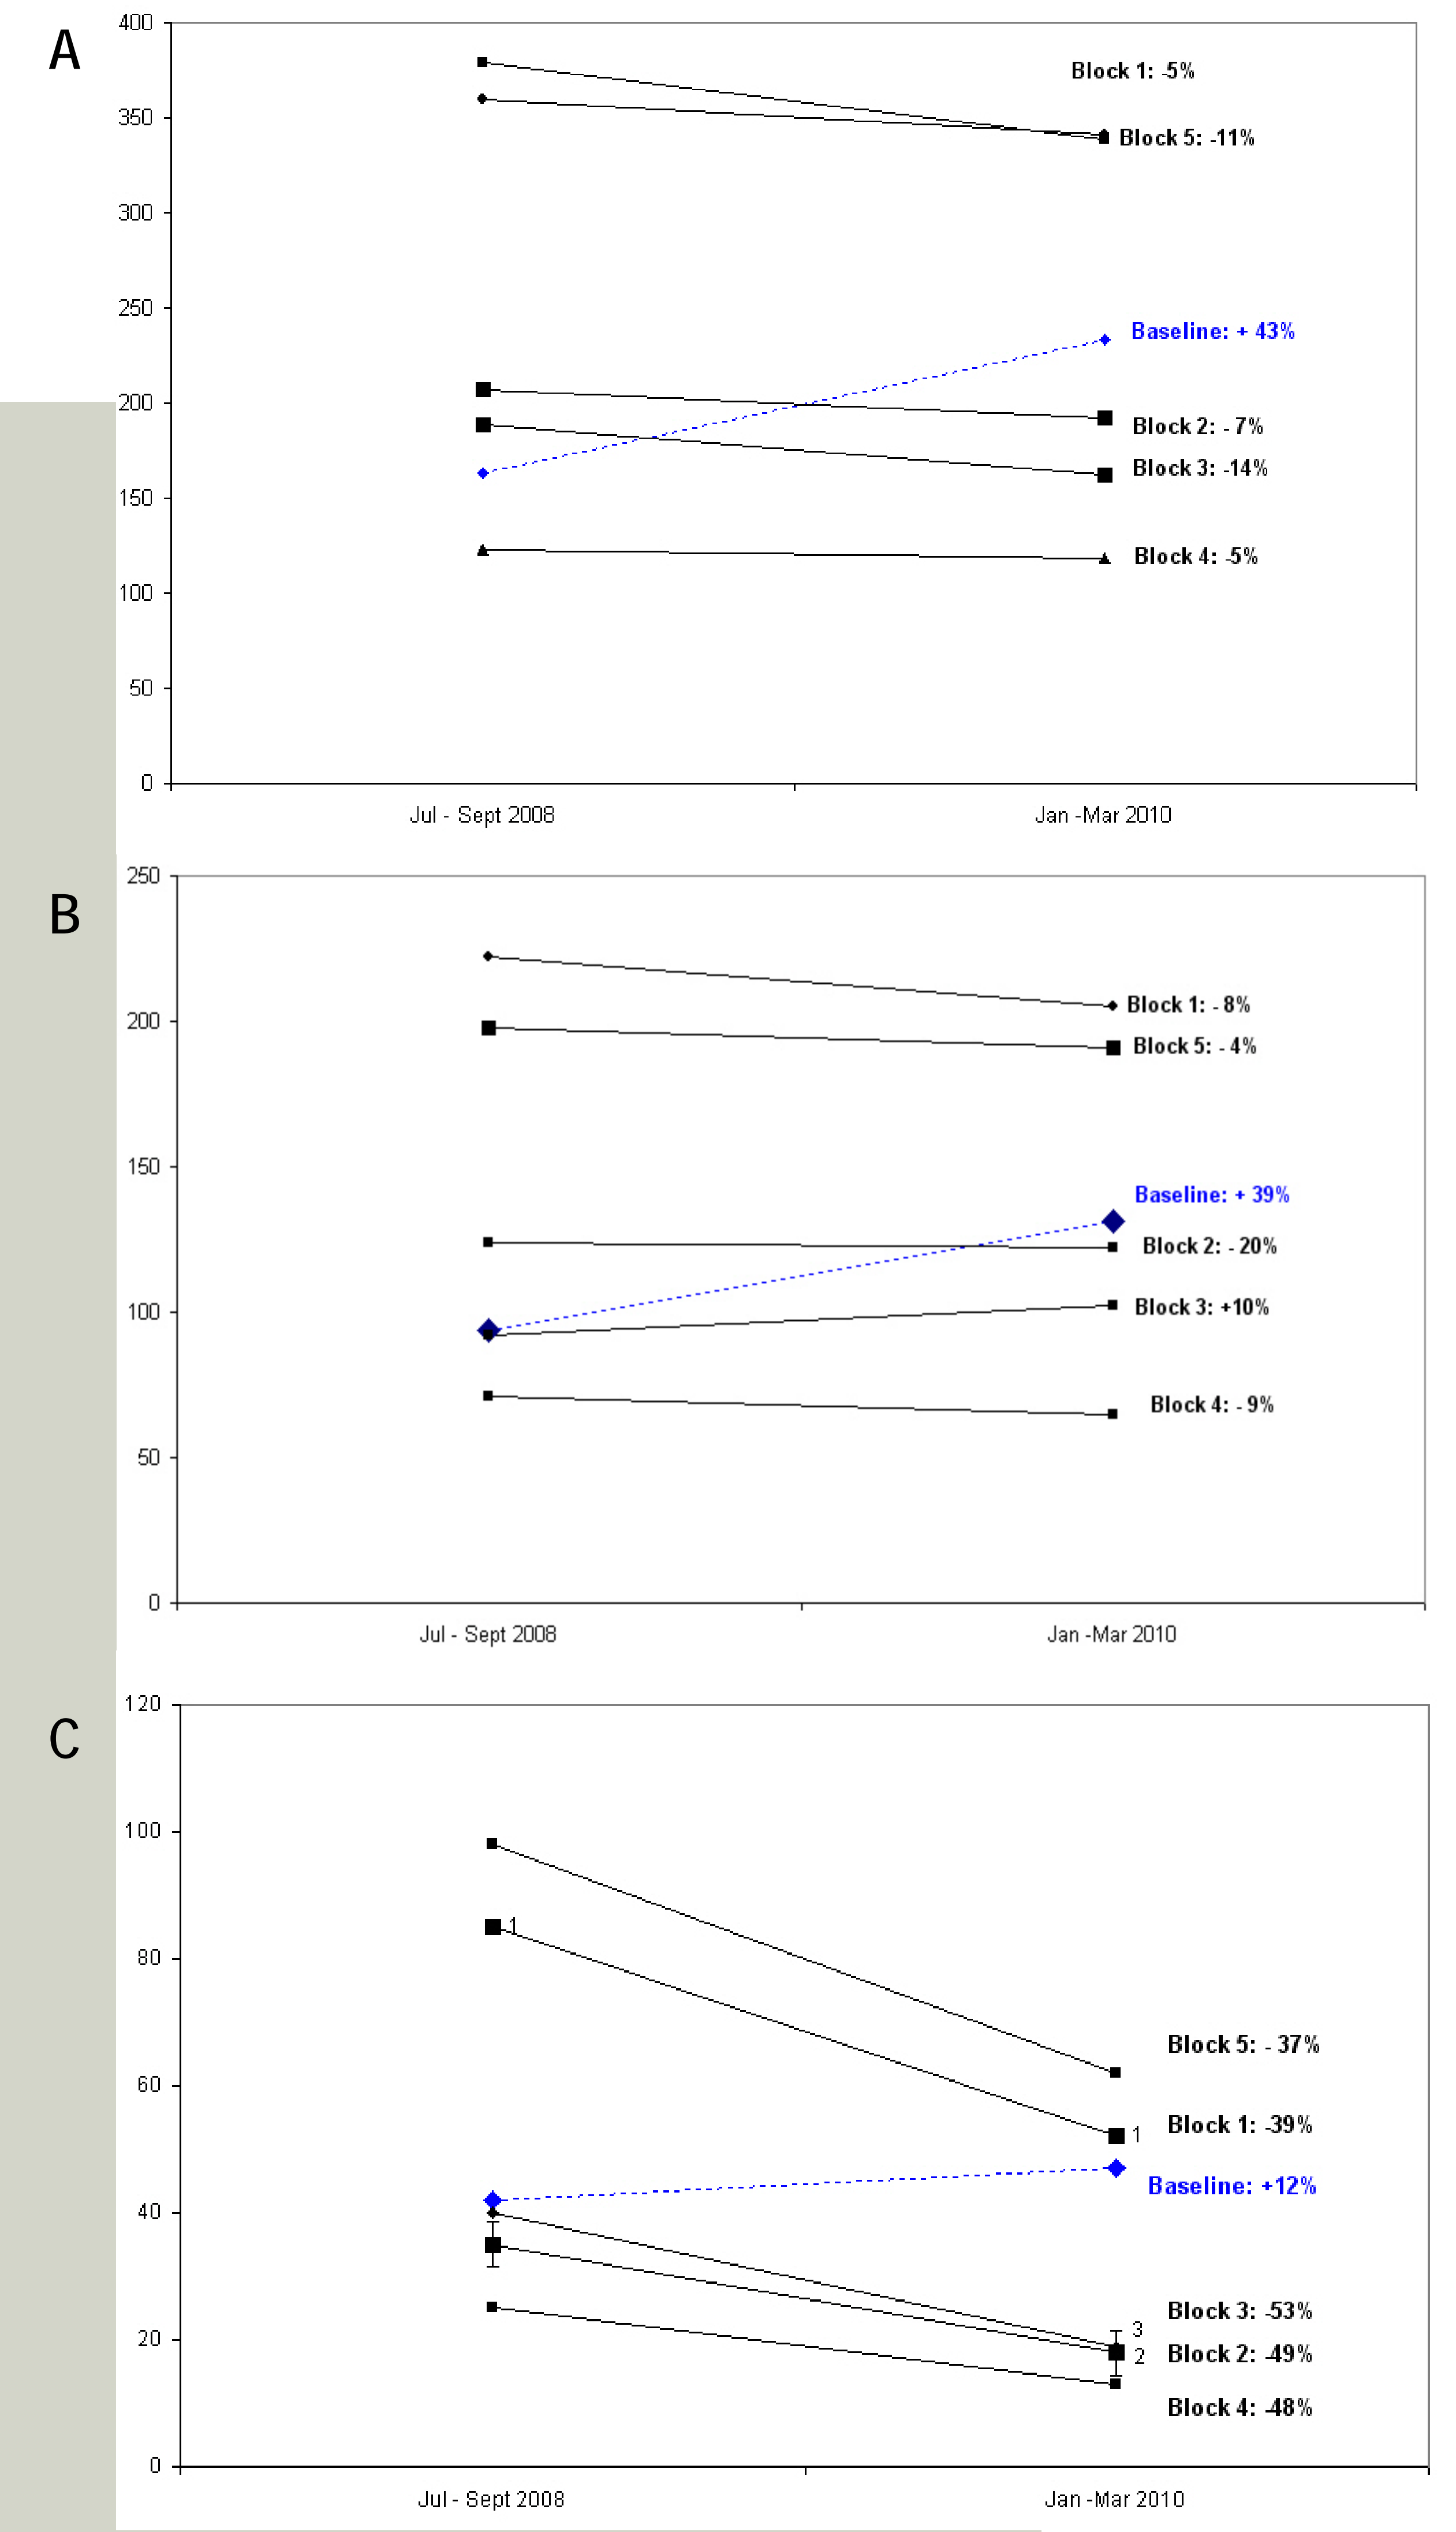 A
400
350
300
250
200
150
100
50
0
Block 1: -5%
Block 5: -11%
Baseline: + 43%
Block 2: - 7%
Block 3: -14%
Block 4: -5%
Jul - Sept 2008
Jan -Mar 2010
B
250
200
150
100
50
0
Block 1: - 8%
Block 5: - 4%
Baseline: + 39%
Block 2: - 20%
Block 3: +10%
Block 4: - 9%
Jul - Sept 2008
Jan -Mar 2010
C
120
100
80
60
40
20
0
1
Block 5: - 37%
1 Block 1: -39%
Baseline: +12%
3 Block 3: -53%
2 Block 2: -49%
Block 4: -48%
Jul - Sept 2008
Jan -Mar 2010